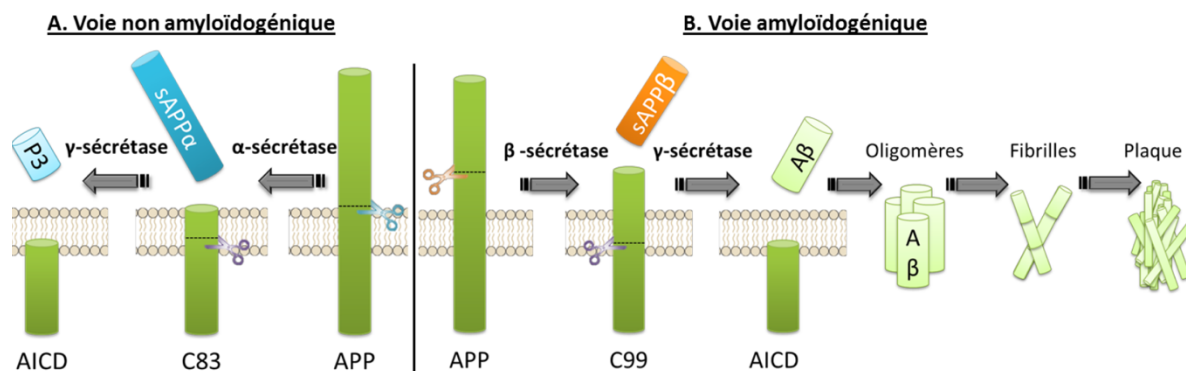 A. Voie non amyloïdogénique
B. Voie amyloïdogénique
P3
γ-sécrétase
sAPPα
α-sécrétase
β -sécrétase
sAPPβ
γ-sécrétase
Aβ
Oligomères
Fibrilles
Plaque
A
β
AICD
C83
APP
APP
C99
AICD